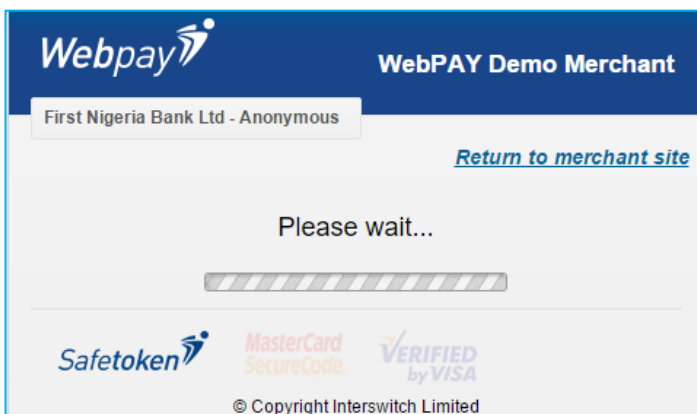 Webpay
WebPAY Demo Merchant
First Nigeria Bank Ltd - Anonymous
Return to merchant site
Please wait...
Safetoken
MasterCard
SecureCode.
VERIFIED
by VISA
© Copyright Interswitch Limited